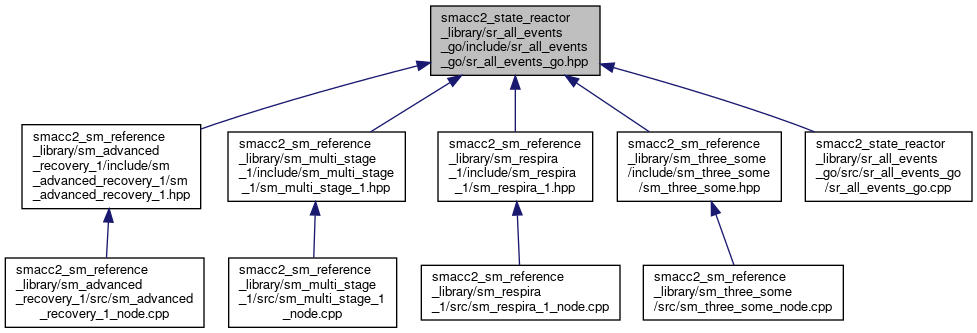 smacc2_state_reactor
_library/sr_all_events
_go/include/sr_all_events
_go/sr_all_events_go.hpp
smacc2_sm_reference
_library/sm_advanced
_recovery_1/include/sm
_advanced_recovery_1/sm
_advanced_recovery_1.hpp
smacc2_sm_reference
_library/sm_multi_stage
_1/include/sm_multi_stage
_1/sm_multi_stage_1.hpp
smacc2_sm_reference
_library/sm_respira
_1/include/sm_respira
_1/sm_respira_1.hpp
smacc2_sm_reference
_library/sm_three_some
/include/sm_three_some
/sm_three_some.hpp
smacc2_state_reactor
_library/sr_all_events
_go/src/sr_all_events_go
/sr_all_events_go.cpp
smacc2_sm_reference
_library/sm_advanced
_recovery_1/src/sm_advanced
_recovery_1_node.cpp
smacc2_sm_reference
_library/sm_multi_stage
_1/src/sm_multi_stage_1
_node.cpp
smacc2_sm_reference
_library/sm_respira
_1/src/sm_respira_1_node.cpp
smacc2_sm_reference
_library/sm_three_some
/src/sm_three_some_node.cpp